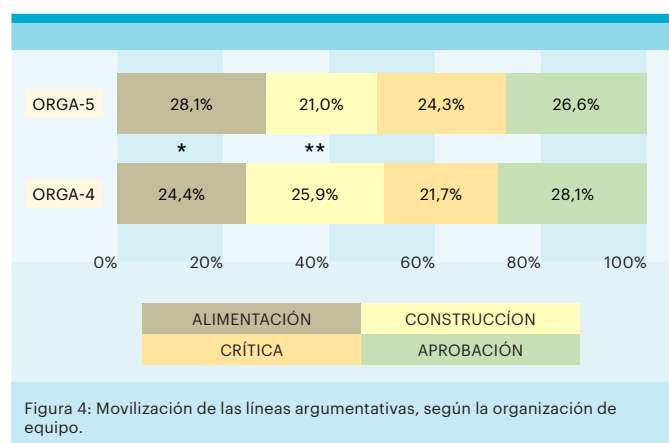 ORGA-5 28,1% 21,0% 24,3% 26,6%
* **
ORGA-4 24,4% 25,9% 21,7% 28,1%
0% 20% 40% 60% 80% 100%
ALIMENTACIÓN CONSTRUCCÍON
CRÍTICA APROBACIÓN
Figura 4: Movilización de las líneas argumentativas, según la organización de
equipo.